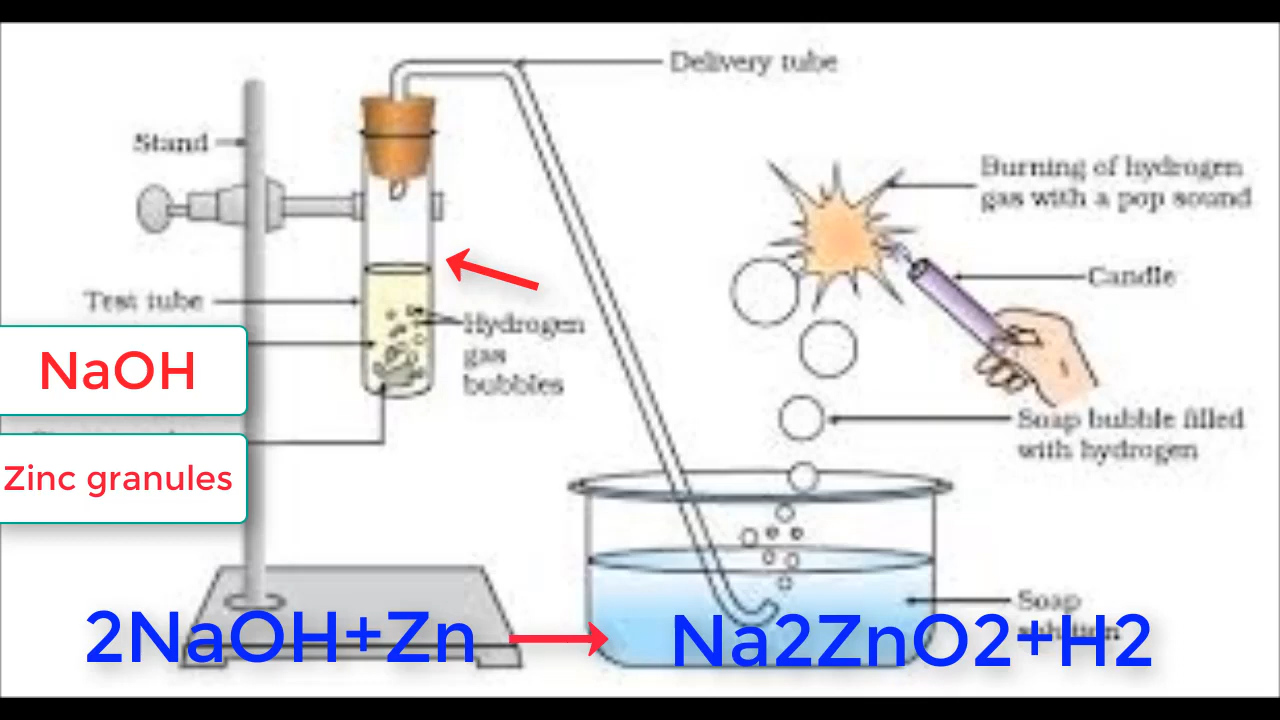 Delivery tube
Stand
Burning of hydrogen
gas with a pop sound
Candle
Test tube
Hydrogen
gas
bubbles
NaOH
Zinc granules
Soap bubble filled
with hydrogen
Soap
2NaOH+Zn
Na2ZnO2+H2